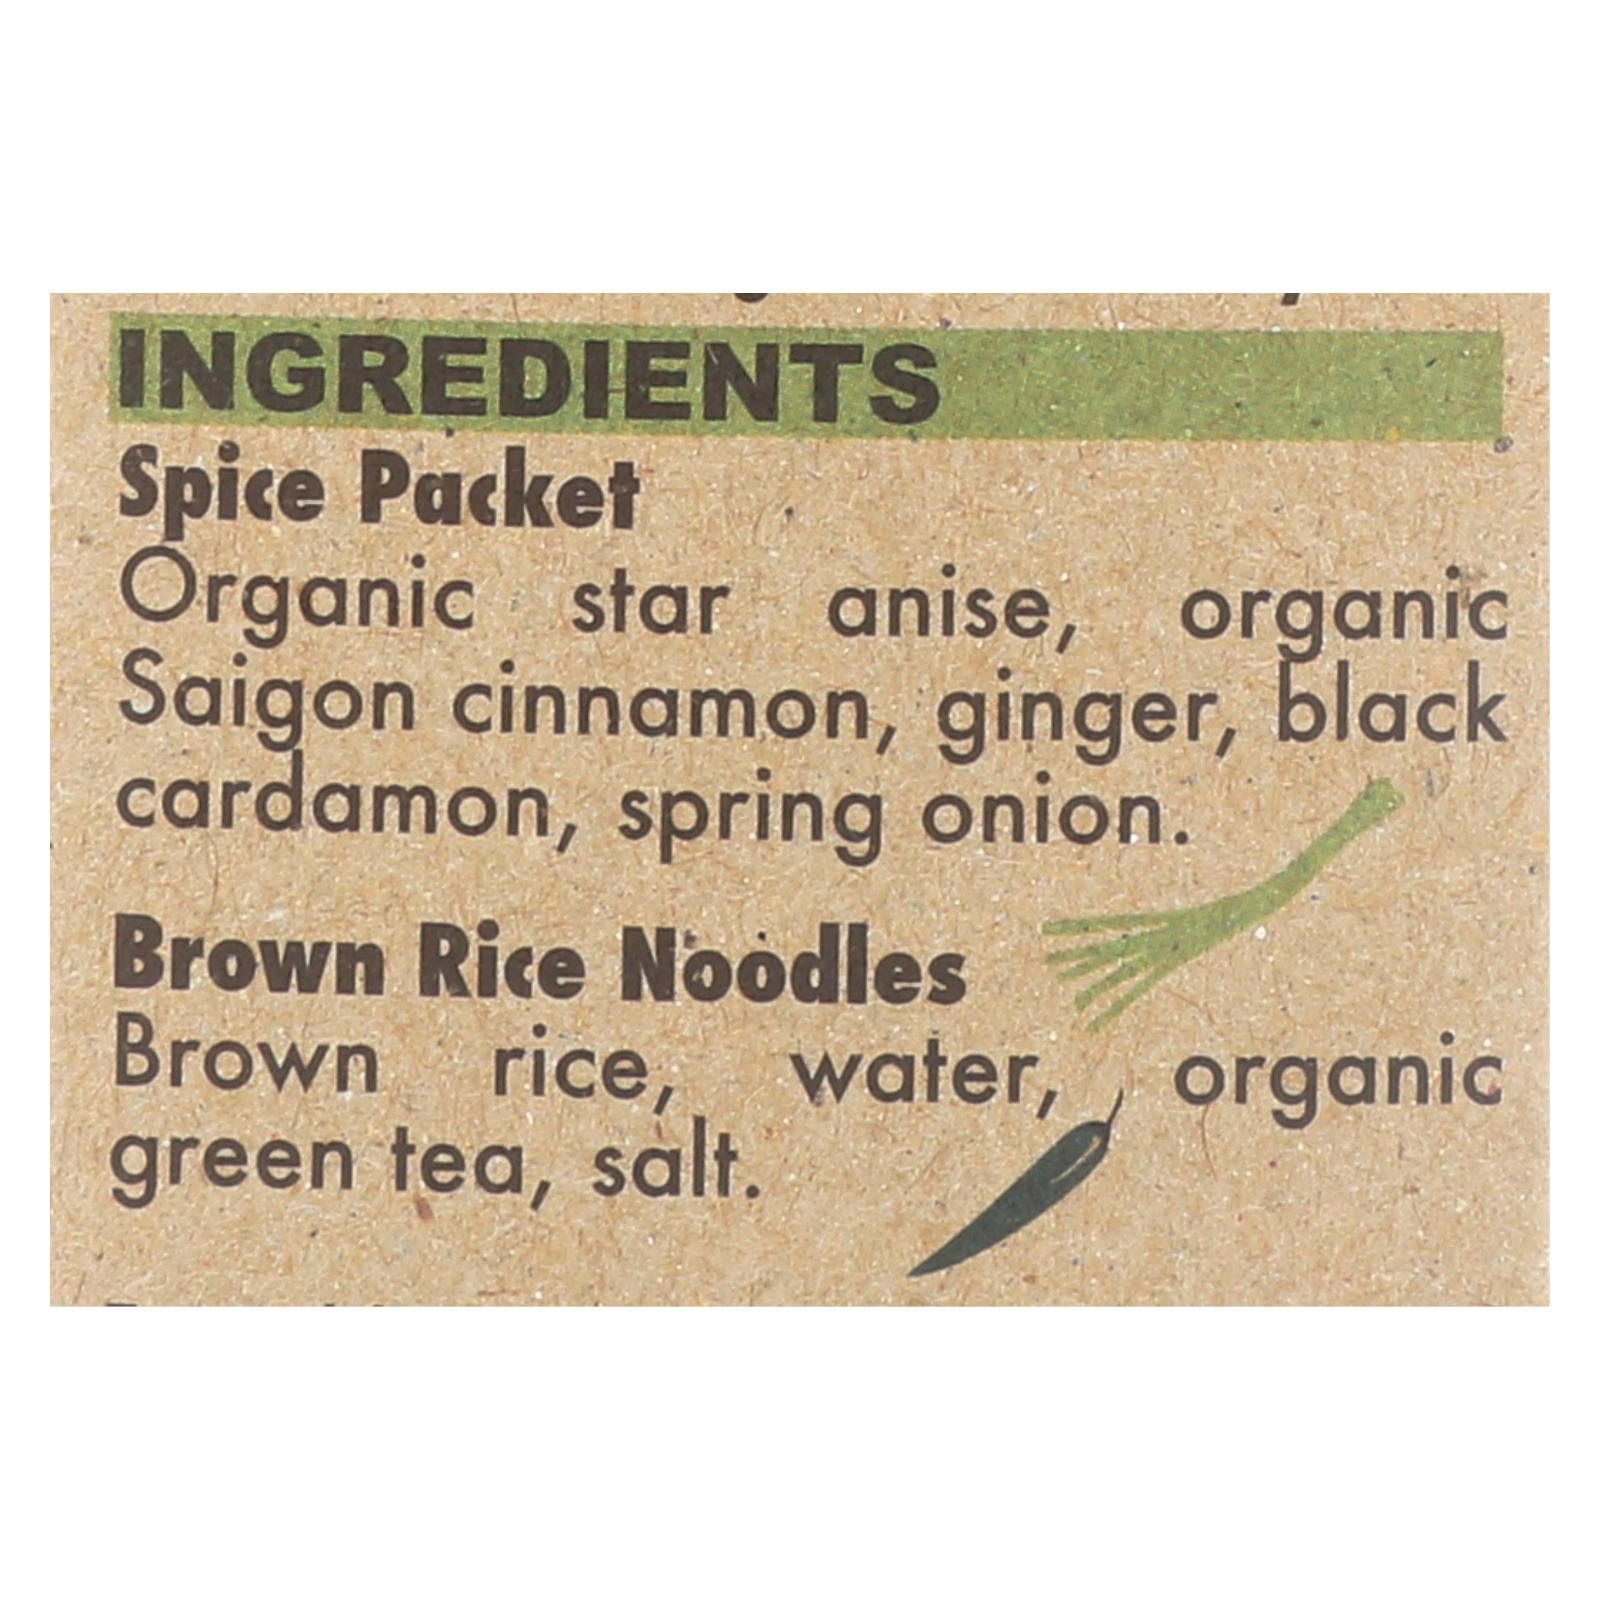 INGREDIENTS
Spice Packet
Organic star anise, organic
Saigon cinnamon, ginger, black
cardamon, spring onion.
Brown Rice Noodles
Brown rice, water, organic
green tea, salt.